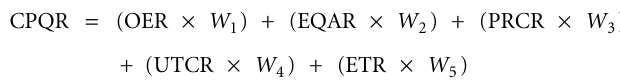 CPQR = (OER × W₁) + (EQAR × W₂) + (PRCR × W₃)
+ (UTCR × W₄) + (ETR × W₅)